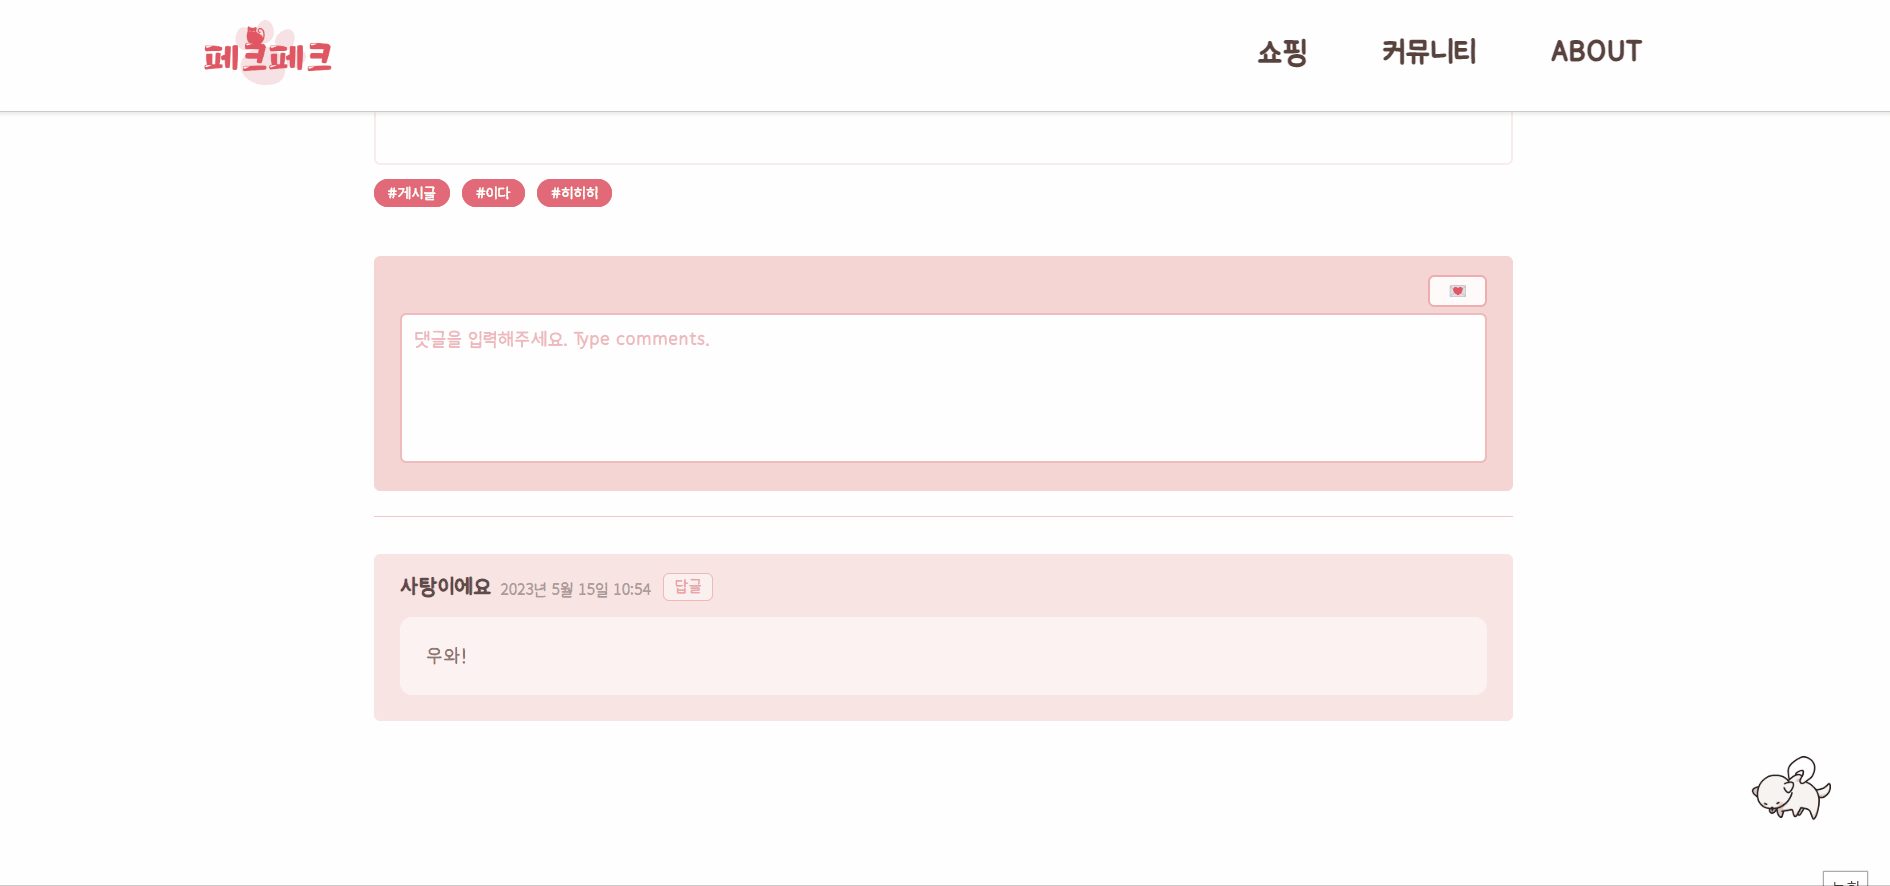 페크페크
쇼핑 커뮤니티 ABOUT
#게시글 #이다 #히히히
댓글을 입력해주세요. Type comments.
사탕이에요 2023년 5월 15일 10:54 답글
우와!